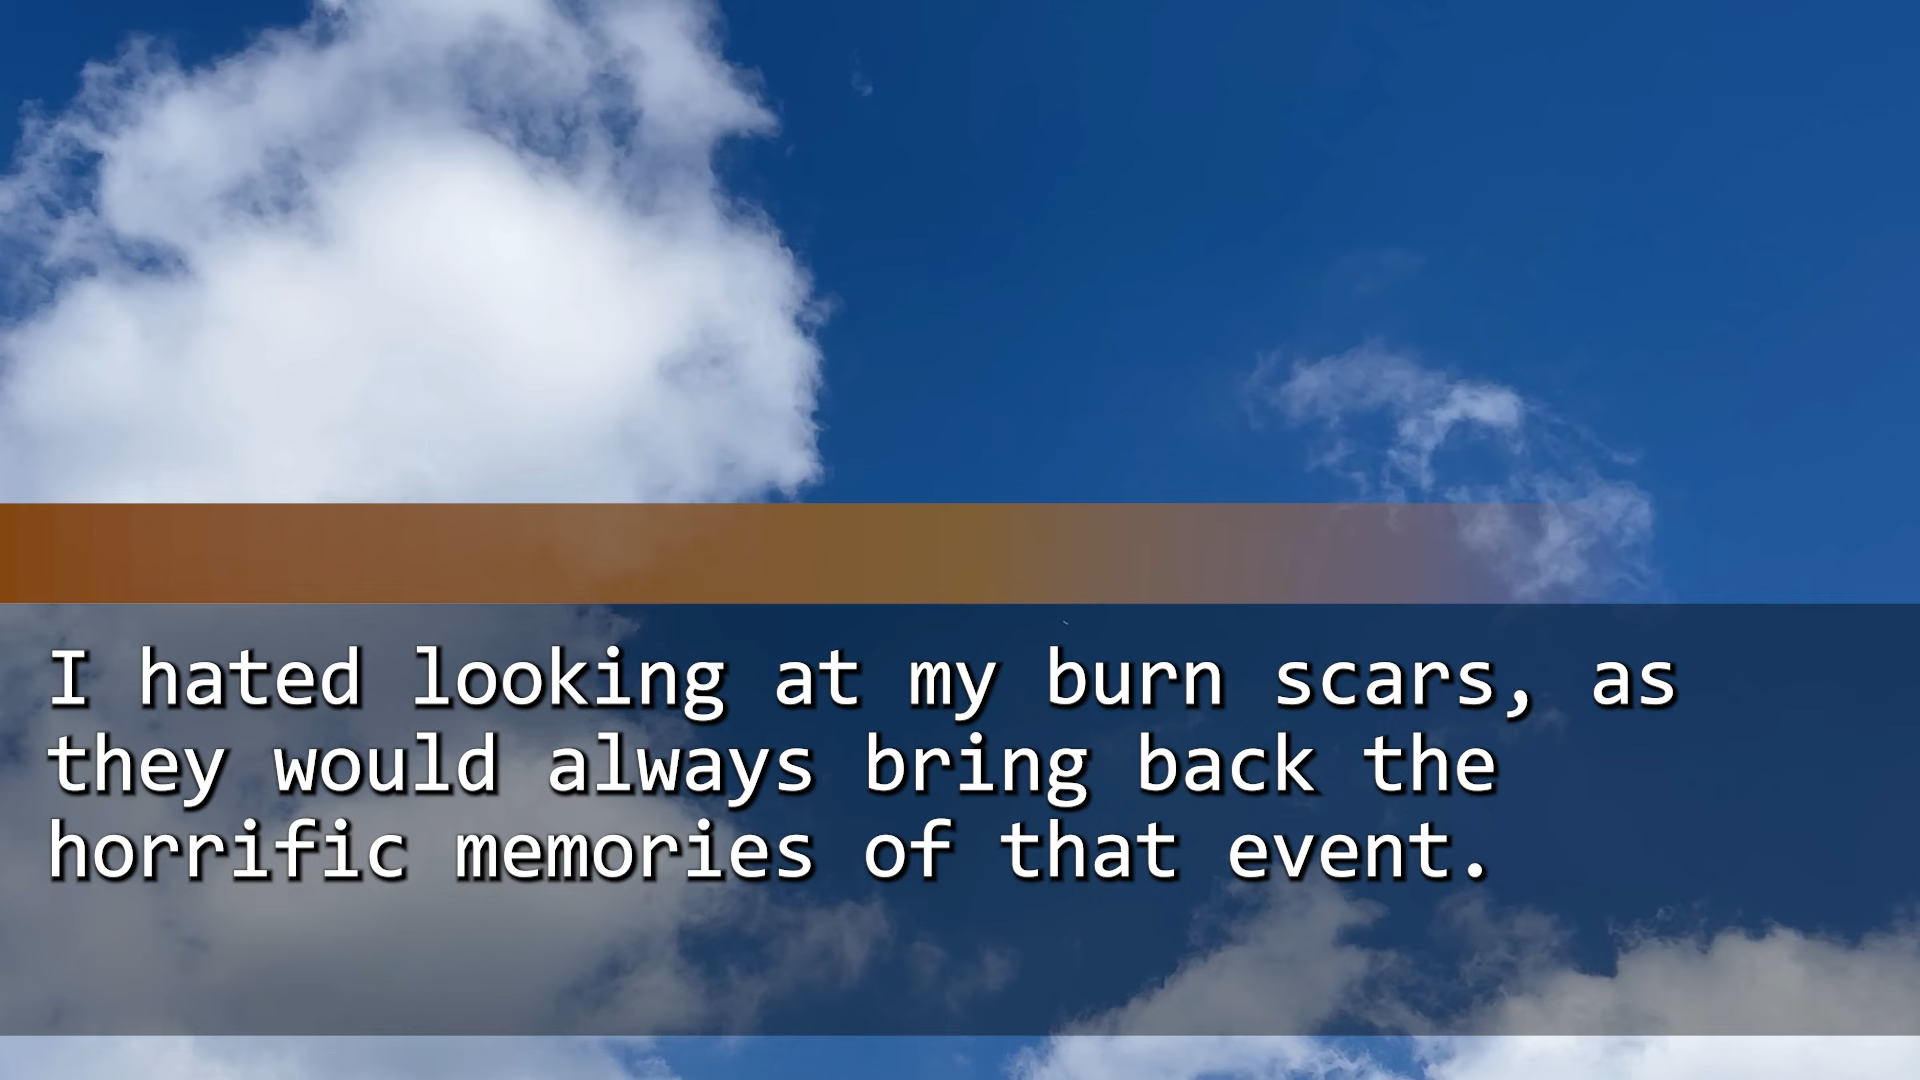 I hated looking at my burn scars, as
they would always bring back the
horrific memories of that event.